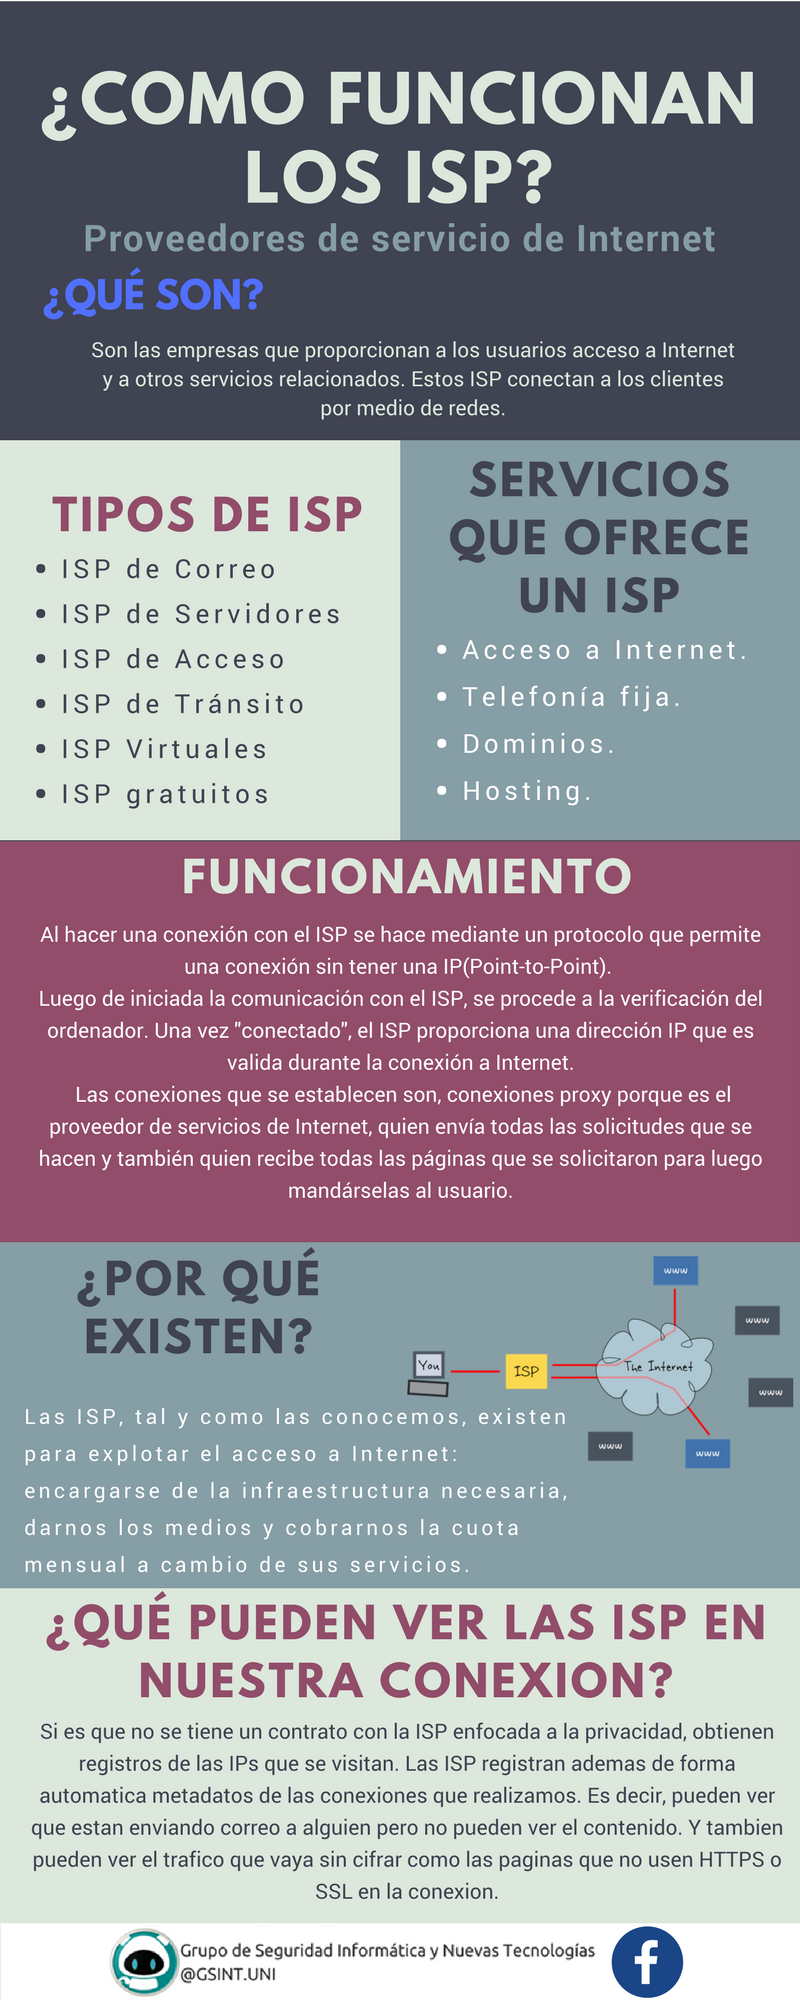 ¿COMO FUNCIONAN
LOS ISP?
Proveedores de servicio de Internet
¿QUÉ SON?
Son las empresas que proporcionan a los usuarios acceso a Internet
y a otros servicios relacionados. Estos ISP conectan a los clientes
por medio de redes.
TIPOS DE ISP
• ISP de Correo
• ISP de Servidores
• ISP de Acceso
• ISP de Tránsito
• ISP Virtuales
• ISP gratuitos
SERVICIOS
QUE OFRECE
UN ISP
• Acceso a Internet.
• Telefonía fija.
• Dominios.
• Hosting.
FUNCIONAMIENTO
Al hacer una conexión con el ISP se hace mediante un protocolo que permite
una conexión sin tener una IP(Point-to-Point).
Luego de iniciada la comunicación con el ISP, se procede a la verificación del
ordenador. Una vez "conectado", el ISP proporciona una dirección IP que es
valida durante la conexión a Internet.
Las conexiones que se establecen son, conexiones proxy porque es el
proveedor de servicios de Internet, quien envía todas las solicitudes que se
hacen y también quien recibe todas las páginas que se solicitaron para luego
mandárselas al usuario.
¿POR QUÉ
EXISTEN?
www
www
You
ISP
The Internet
www
www
www
Las ISP, tal y como las conocemos, existen
para explotar el acceso a Internet:
encargarse de la infraestructura necesaria,
darnos los medios y cobrarnos la cuota
mensual a cambio de sus servicios.
¿QUÉ PUEDEN VER LAS ISP EN
NUESTRA CONEXION?
Si es que no se tiene un contrato con la ISP enfocada a la privacidad, obtienen
registros de las IPs que se visitan. Las ISP registran ademas de forma
automatica metadatos de las conexiones que realizamos. Es decir, pueden ver
que estan enviando correo a alguien pero no pueden ver el contenido. Y tambien
pueden ver el trafico que vaya sin cifrar como las paginas que no usen HTTPS o
SSL en la conexion.
Grupo de Seguridad Informática y Nuevas Tecnologías
@GSINT.UNI
f